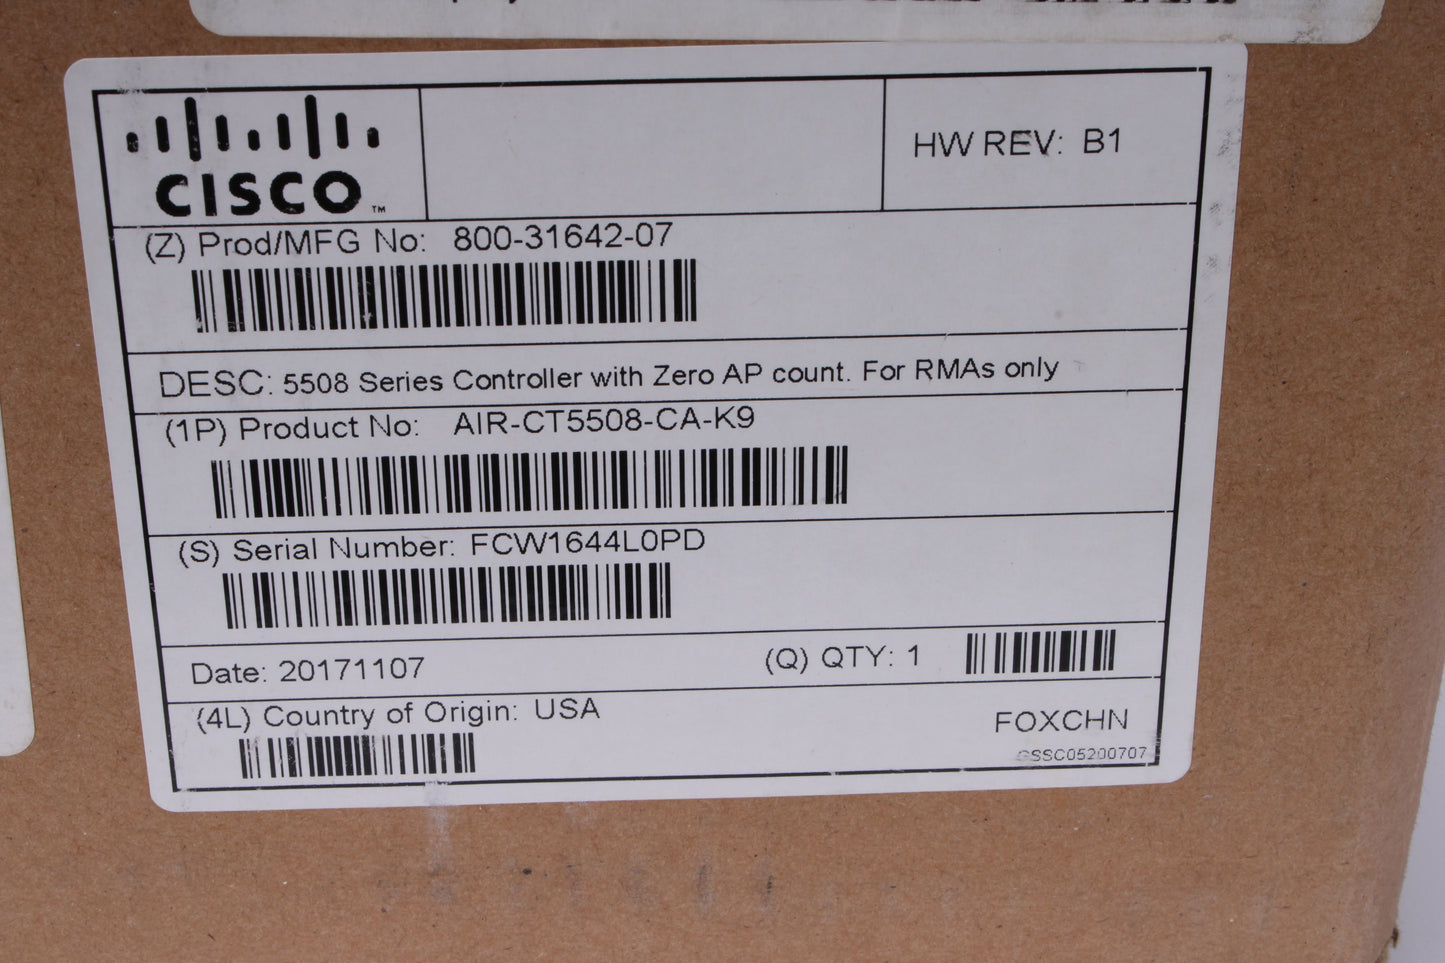 CISCO™
HW REV: B1
(Z) Prod/MFG No: 800-31642-07
DESC: 5508 Series Controller with Zero AP count. For RMAs only
(1P) Product No: AIR-CT5508-CA-K9
(S) Serial Number: FCW1644L0PD
Date: 20171107 (Q) QTY: 1
(4L) Country of Origin: USA
FOXCHN
GSSC05200707